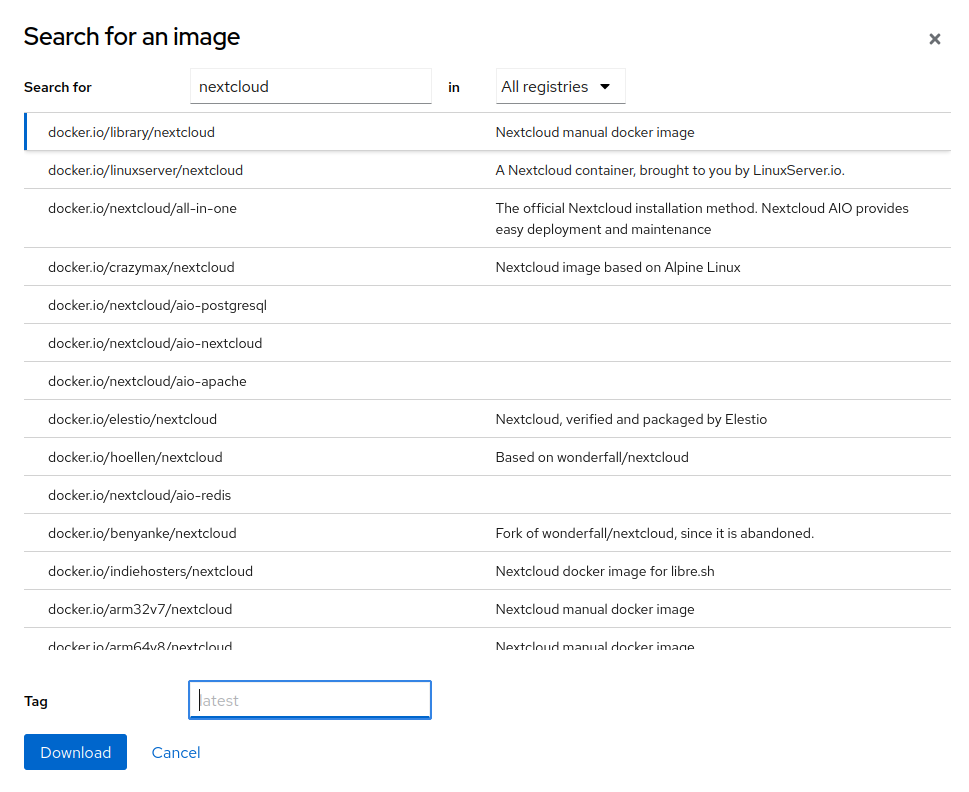 Search for an image
Search for nextcloud in All registries
docker.io/library/nextcloud Nextcloud manual docker image
docker.io/linuxserver/nextcloud A Nextcloud container, brought to you by LinuxServer.io.
docker.io/nextcloud/all-in-one The official Nextcloud installation method. Nextcloud AIO provides
easy deployment and maintenance
docker.io/crazymax/nextcloud Nextcloud image based on Alpine Linux
docker.io/nextcloud/aio-postgresql
docker.io/nextcloud/aio-nextcloud
docker.io/nextcloud/aio-apache
docker.io/elestio/nextcloud Nextcloud, verified and packaged by Elestio
docker.io/hoellen/nextcloud Based on wonderfall/nextcloud
docker.io/nextcloud/aio-redis
docker.io/benyanke/nextcloud Fork of wonderfall/nextcloud, since it is abandoned.
docker.io/indiehosters/nextcloud Nextcloud docker image for libre.sh
docker.io/arm32v7/nextcloud Nextcloud manual docker image
docker.io/arm64v8/nextcloud Nextcloud manual docker image
Tag latest
Download Cancel